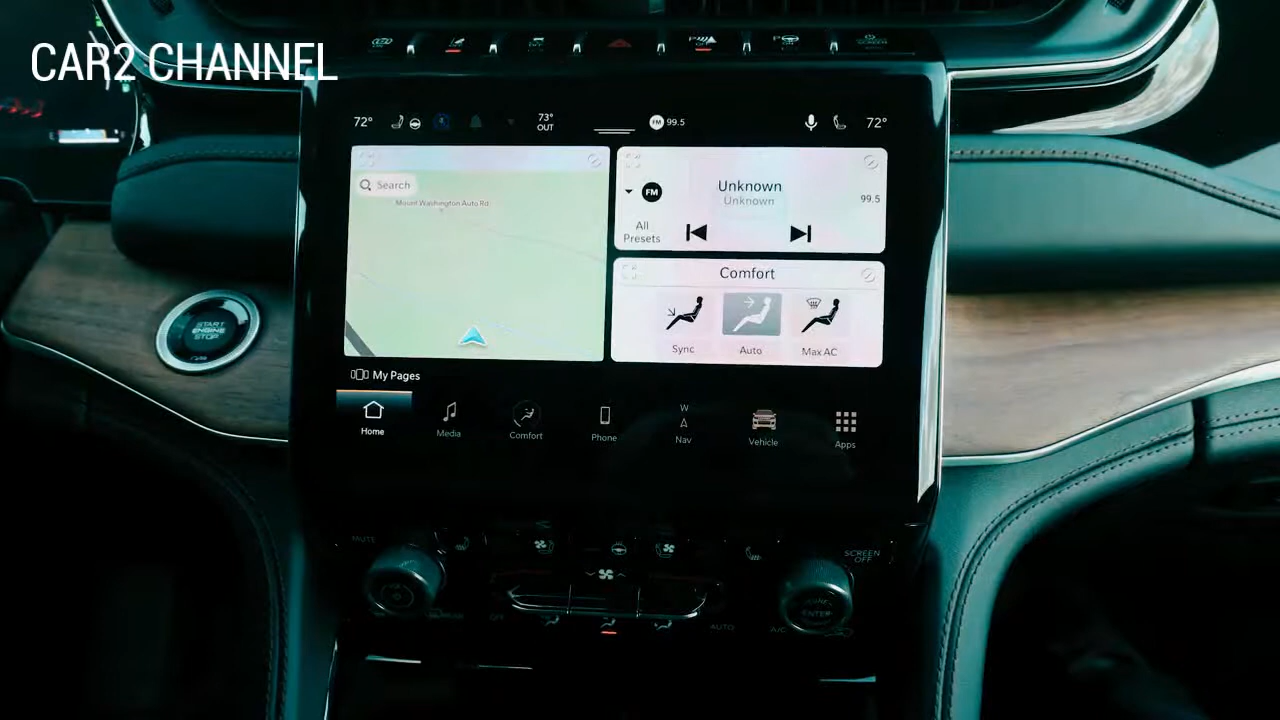 CAR2 CHANNEL
72°
73°
OUT
FM 99.5
72°
Search
Mount Washington Auto Rd
Unknown
Unknown
FM
99.5
All
Presets
Comfort
Sync
Auto
Max AC
START
ENGINE
STOP
My Pages
Home
Media
Comfort
Phone
W
Nav
Vehicle
Apps
MUTE
SCREEN
OFF
ENTER
AUTO
A/C